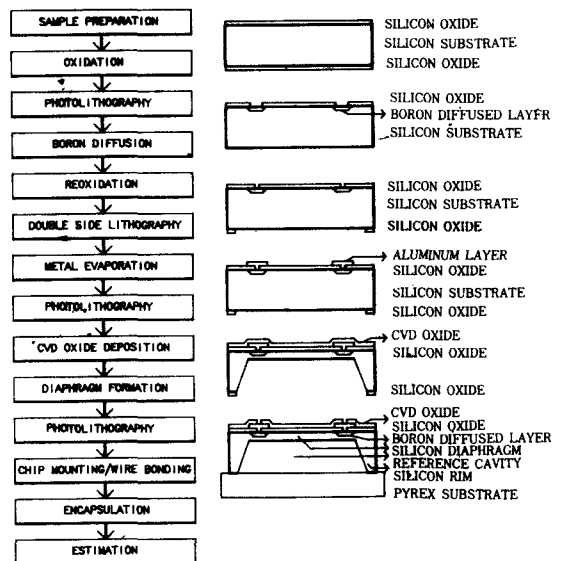 SAMPLE PREPARATION
OXIDATION
PHOTOLITHOGRAPHY
BORON DIFFUSION
REOXIDATION
DOUBLE SIDE LITHOGRAPHY
METAL EVAPORATION
PHOTOLITHOGRAPHY
CVD OXIDE DEPOSITION
DIAPHRAGM FORMATION
PHOTOLITHOGRAPHY
CHIP MOUNTING/WIRE BONDING
ENCAPSULATION
ESTIMATION
SILICON OXIDE
SILICON SUBSTRATE
SILICON OXIDE
SILICON OXIDE
BORON DIFFUSED LAYER
SILICON SUBSTRATE
SILICON OXIDE
SILICON SUBSTRATE
SILICON OXIDE
ALUMINUM LAYER
SILICON OXIDE
SILICON SUBSTRATE
SILICON OXIDE
CVD OXIDE
SILICON OXIDE
SILICON OXIDE
CVD OXIDE
SILICON OXIDE
BORON DIFFUSED LAYER
SILICON DIAPHRAGM
REFERENCE CAVITY
SILICON RIM
PYREX SUBSTRATE